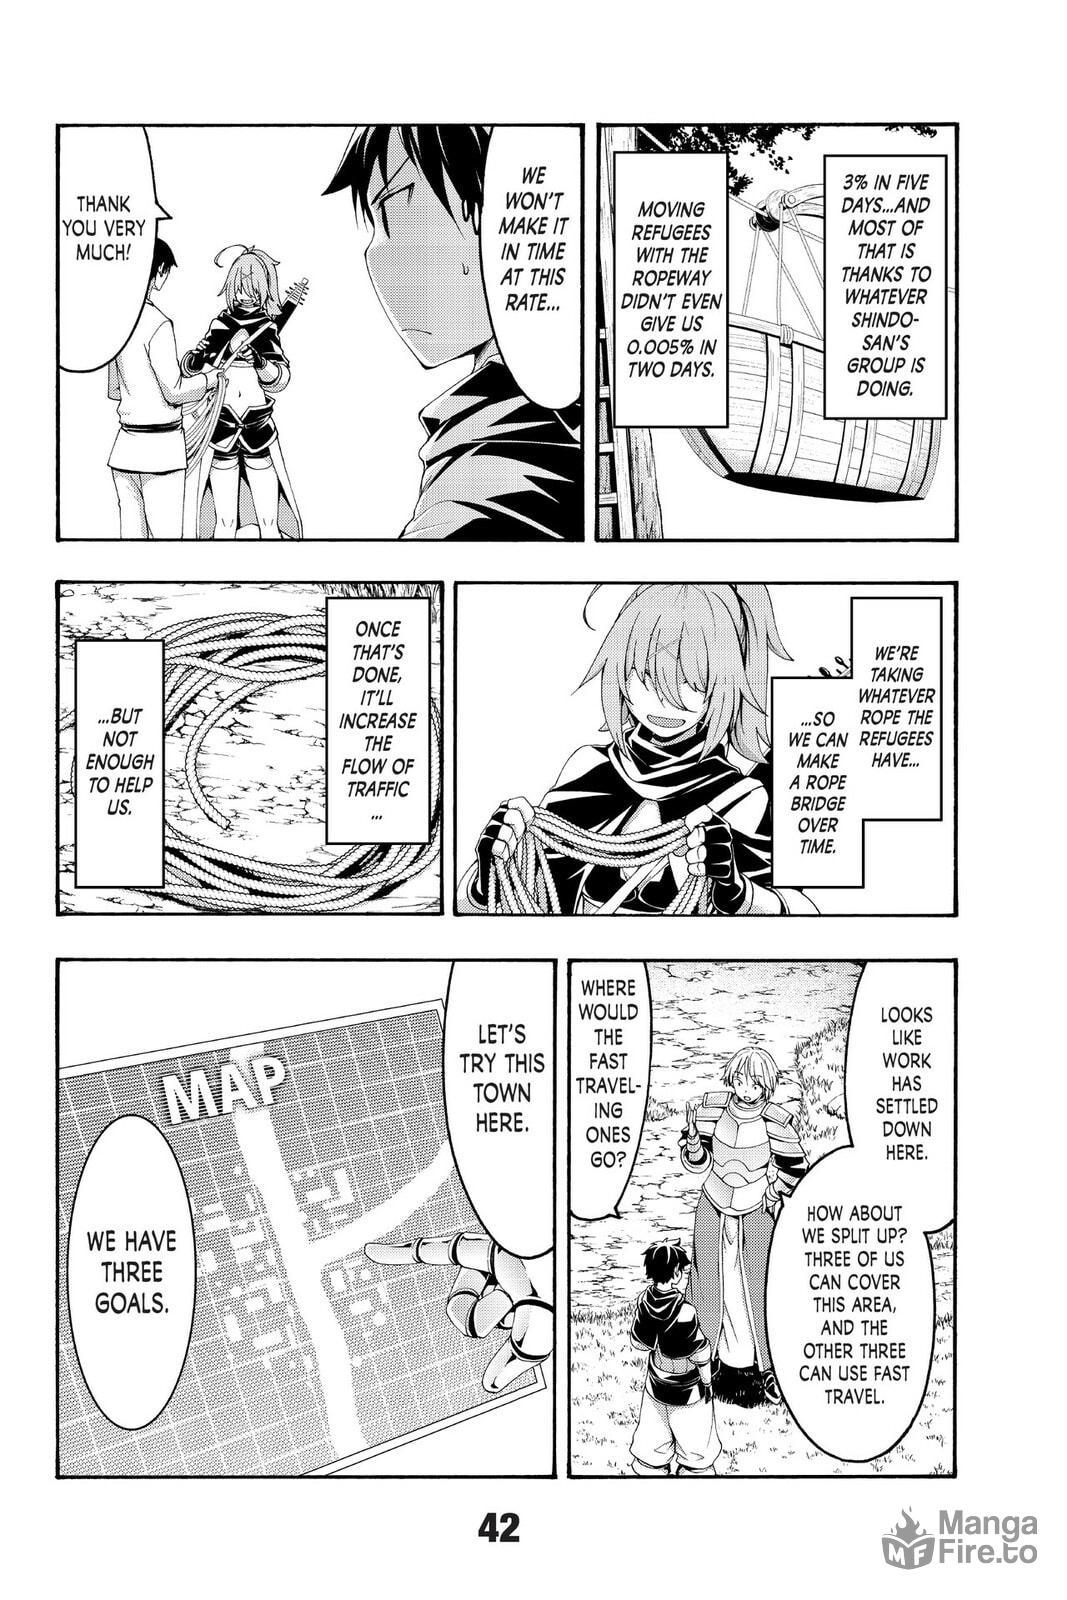 3% IN FIVE
DAYS...AND
MOST OF
THAT IS
THANKS TO
WHATEVER
SHINDO-
SAN'S
GROUP IS
DOING.
MOVING
REFUGEES
WITH THE
ROPEWAY
DIDN'T EVEN
GIVE US
0.005% IN
TWO DAYS.
WE
WON'T
MAKE IT
IN TIME
AT THIS
RATE...
THANK
YOU VERY
MUCH!
WE'RE
TAKING
WHATEVER
ROPE THE
REFUGEES
HAVE...
...SO
WE CAN
MAKE
A ROPE
BRIDGE
OVER
TIME.
ONCE
THAT'S
DONE,
IT'LL
INCREASE
THE
FLOW OF
TRAFFIC
...
...BUT
NOT
ENOUGH
TO HELP
US.
LOOKS
LIKE
WORK
HAS
SETTLED
DOWN
HERE.
HOW ABOUT
WE SPLIT UP?
THREE OF US
CAN COVER
THIS AREA,
AND THE
OTHER THREE
CAN USE FAST
TRAVEL.
WHERE
WOULD
THE
FAST
TRAVEL-
ING
ONES
GO?
LET'S
TRY THIS
TOWN
HERE.
MAP
WE HAVE
THREE
GOALS.
42
Manga
Fire.to
MF